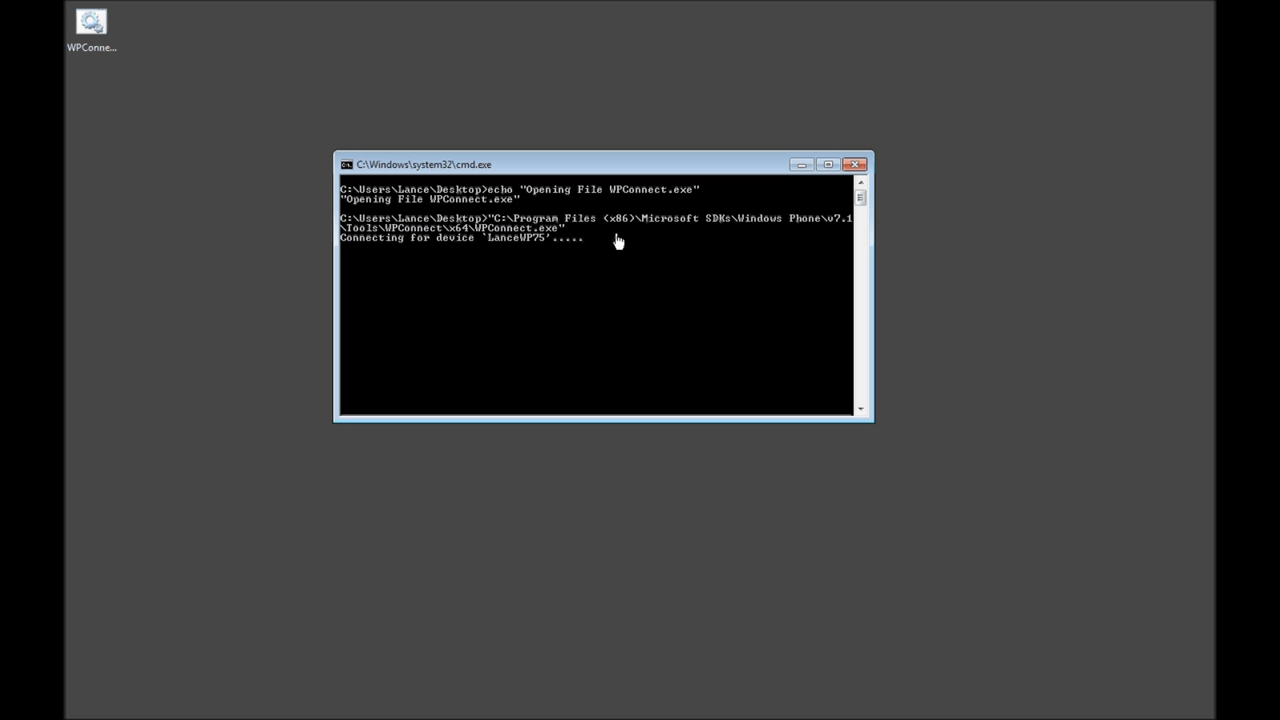 WPConne...
C:\Windows\system32\cmd.exe
C:\Users\Lance\Desktop>echo "Opening File WPConnect.exe"
"Opening File WPConnect.exe"
C:\Users\Lance\Desktop>"C:\Program Files (x86)\Microsoft SDKs\Windows Phone\v7.1
\Tools\WPConnect\x64\WPConnect.exe"
Connecting for device `LanceWP75'.....